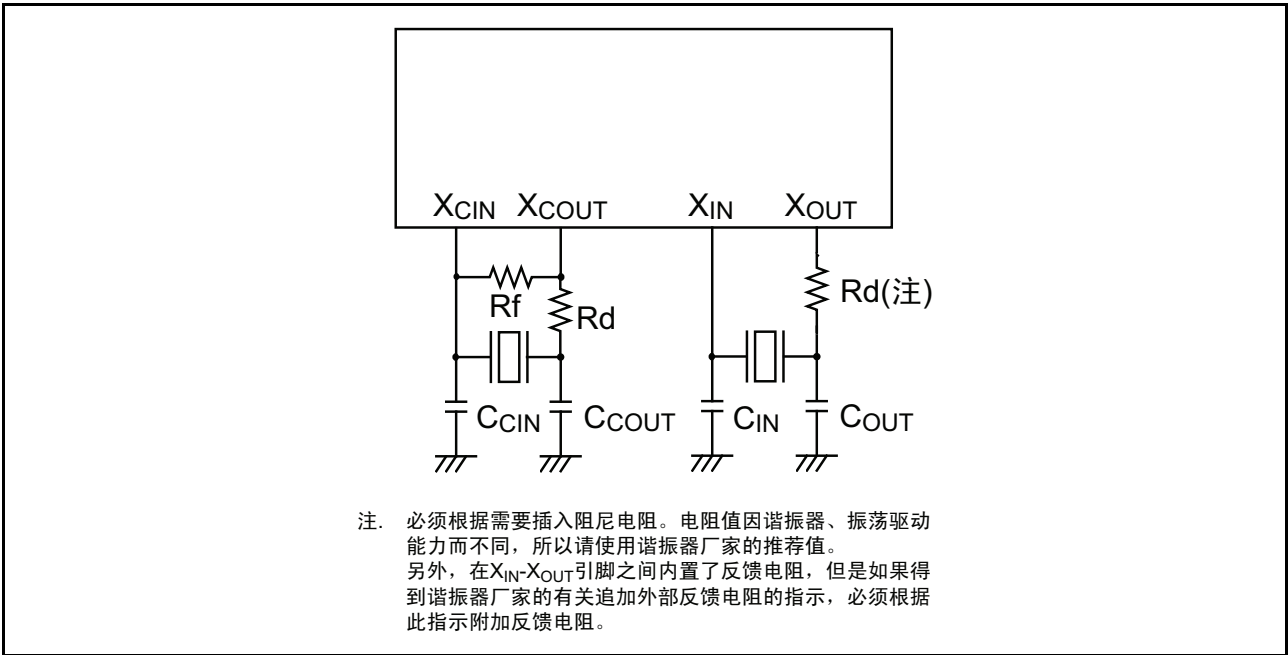 XCIN XCOUT XIN XOUT
Rf Rd Rd(注)
CCIN CCOUT CIN COUT
注. 必须根据需要插入阻尼电阻。电阻值因谐振器、振荡驱动
能力而不同，所以请使用谐振器厂家的推荐值。
另外，在XIN-XOUT引脚之间内置了反馈电阻，但是如果得
到谐振器厂家的有关追加外部反馈电阻的指示，必须根据
此指示附加反馈电阻。